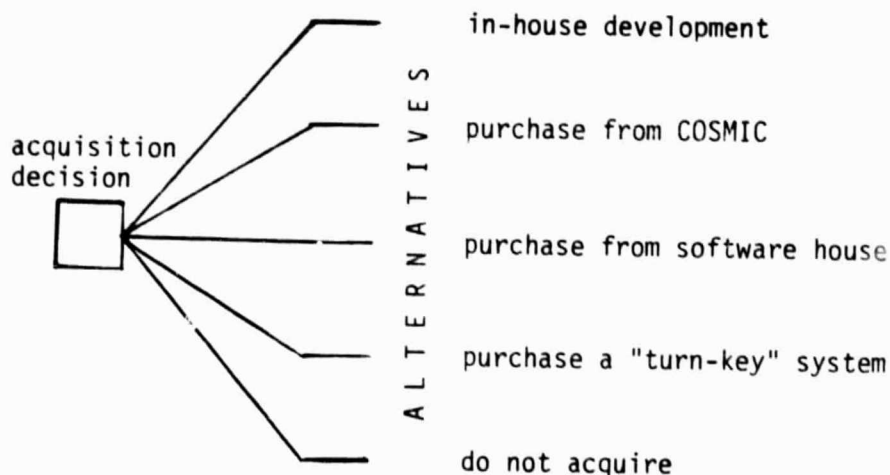 in-house development
purchase from COSMIC
acquisition
decision
purchase from software house
purchase a "turn-key" system
do not acquire
ALTERNATIVES